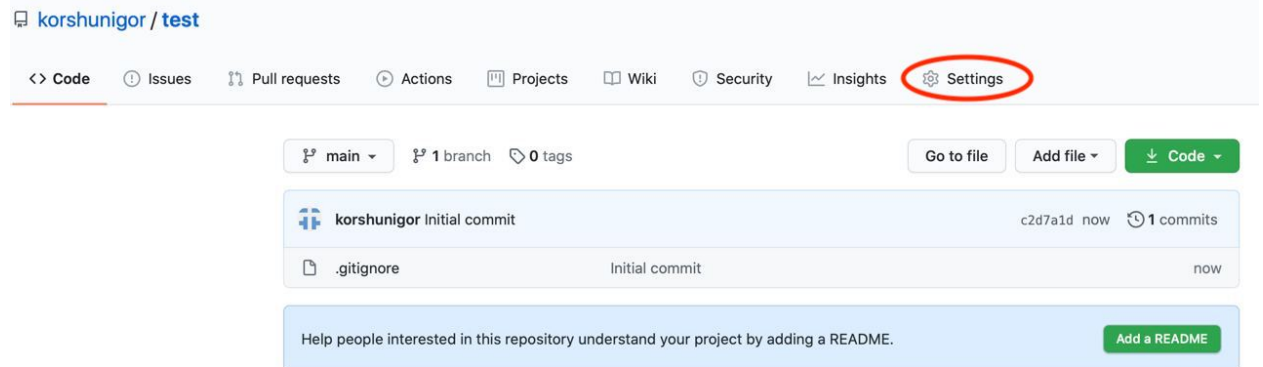 korshunigor / test
<> Code Issues Pull requests Actions Projects Wiki Security Insights Settings
main 1 branch 0 tags Go to file Add file Code
korshunigor Initial commit c2d7a1d now 1 commits
.gitignore Initial commit now
Help people interested in this repository understand your project by adding a README. Add a README